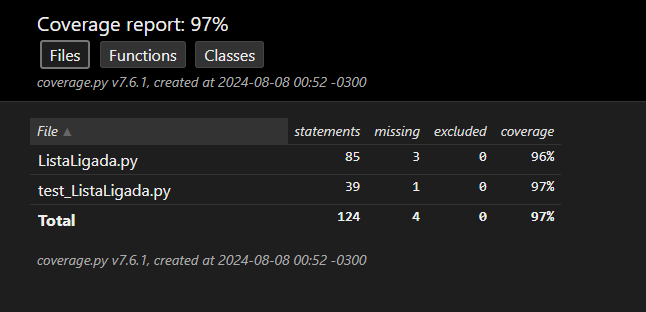 Coverage report: 97%
Files Functions Classes
coverage.py v7.6.1, created at 2024-08-08 00:52 -0300
File ▲ statements missing excluded coverage
ListaLigada.py 85 3 0 96%
test_ListaLigada.py 39 1 0 97%
Total 124 4 0 97%
coverage.py v7.6.1, created at 2024-08-08 00:52 -0300